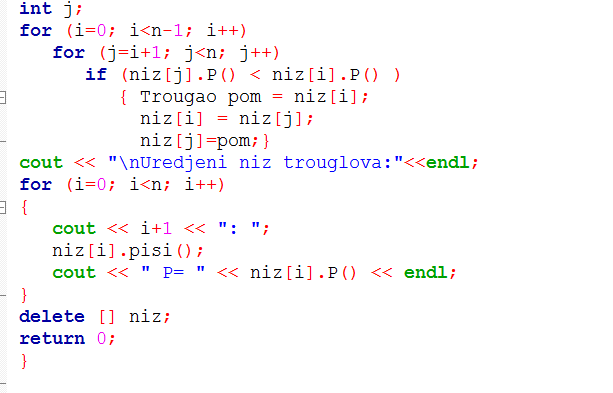 int j;
for (i=0; i<n-1; i++)
   for (j=i+1; j<n; j++)
      if (niz[j].P() < niz[i].P() )
         { Trougao pom = niz[i];
           niz[i] = niz[j];
           niz[j]=pom;}
cout << "\nUredjeni niz trouglova:"<<endl;
for (i=0; i<n; i++)
{
   cout << i+1 << ": ";
   niz[i].pisi();
   cout << " P= " << niz[i].P() << endl;
}
delete [] niz;
return 0;
}